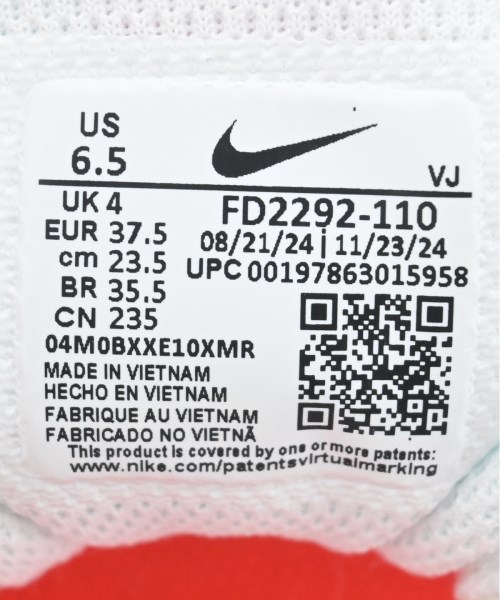 US
6.5
VJ
UK 4
EUR 37.5
cm 23.5
BR 35.5
CN 235
FD2292-110
08/21/24 | 11/23/24
UPC 00197863015958
04M0BXXE10XMR
MADE IN VIETNAM
HECHO EN VIETNAM
FABRIQUE AU VIETNAM
FABRICADO NO VIETNÃ
This product is covered by one or more patents:
www.nike.com/patentsvirtualmarking